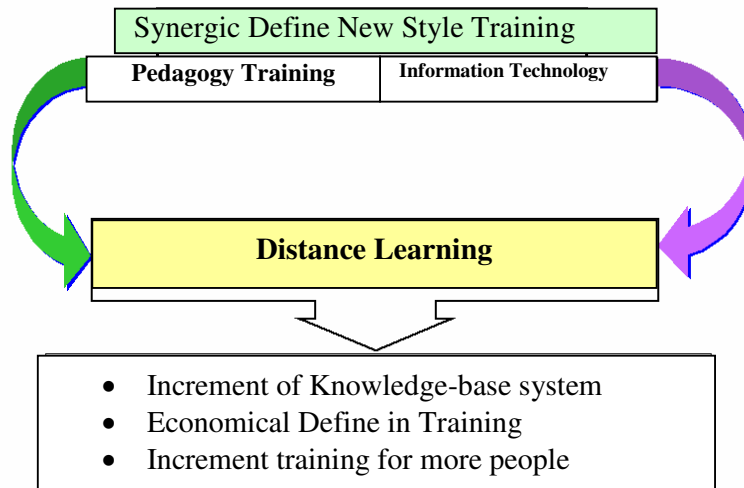 Synergic Define New Style Training
Pedagogy Training
Information Technology
Distance Learning
• Increment of Knowledge-base system
• Economical Define in Training
• Increment training for more people